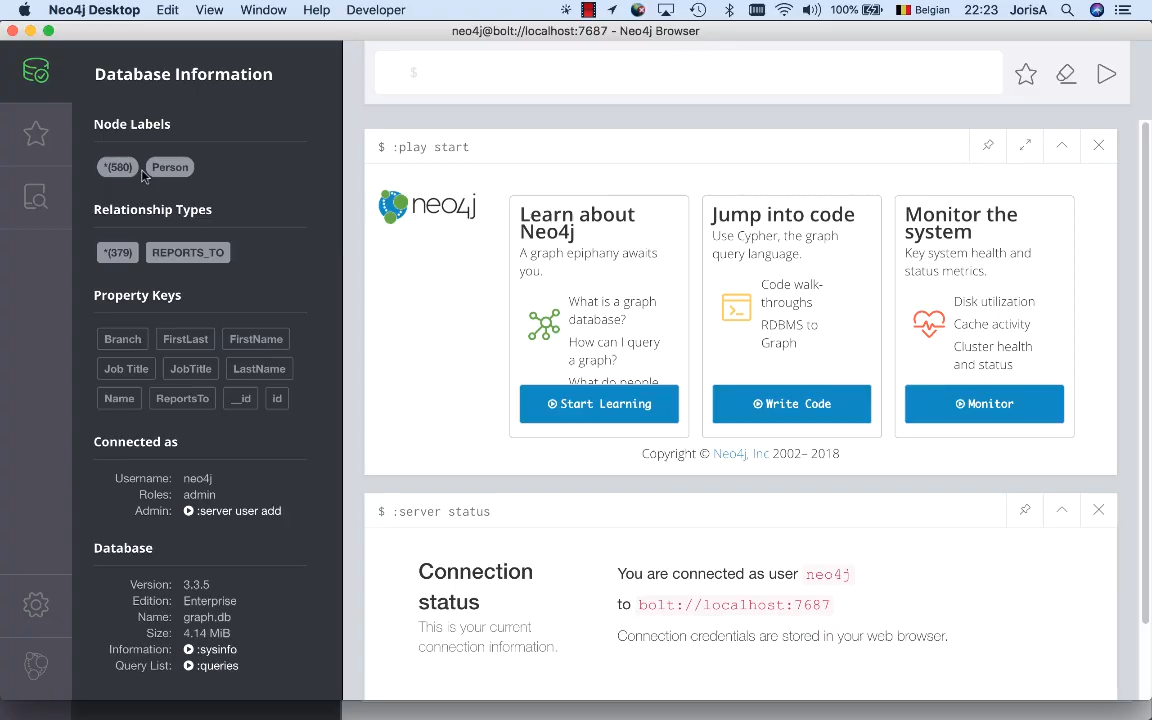 Neo4j Desktop Edit View Window Help Developer 100% Belgian 22:23 JorisA
neo4j@bolt://localhost:7687 - Neo4j Browser
Database Information
Node Labels
*(580) Person
Relationship Types
*(379) REPORTS_TO
Property Keys
Branch FirstLast FirstName
Job Title JobTitle LastName
Name ReportsTo __id id
Connected as
Username: neo4j
Roles: admin
Admin: :server user add
Database
Version: 3.3.5
Edition: Enterprise
Name: graph.db
Size: 4.14 MiB
Information: :sysinfo
Query List: :queries
$
$ :play start
neo4j
Learn about
Neo4j
A graph epiphany awaits
you.
What is a graph
database?
How can I query
a graph?
What do people
Start Learning
Jump into code
Use Cypher, the graph
query language.
Code walk-
throughs
RDBMS to
Graph
Write Code
Monitor the
system
Key system health and
status metrics.
Disk utilization
Cache activity
Cluster health
and status
Monitor
Copyright © Neo4j, Inc 2002– 2018
$ :server status
Connection
status
This is your current
connection information.
You are connected as user neo4j
to bolt://localhost:7687
Connection credentials are stored in your web browser.